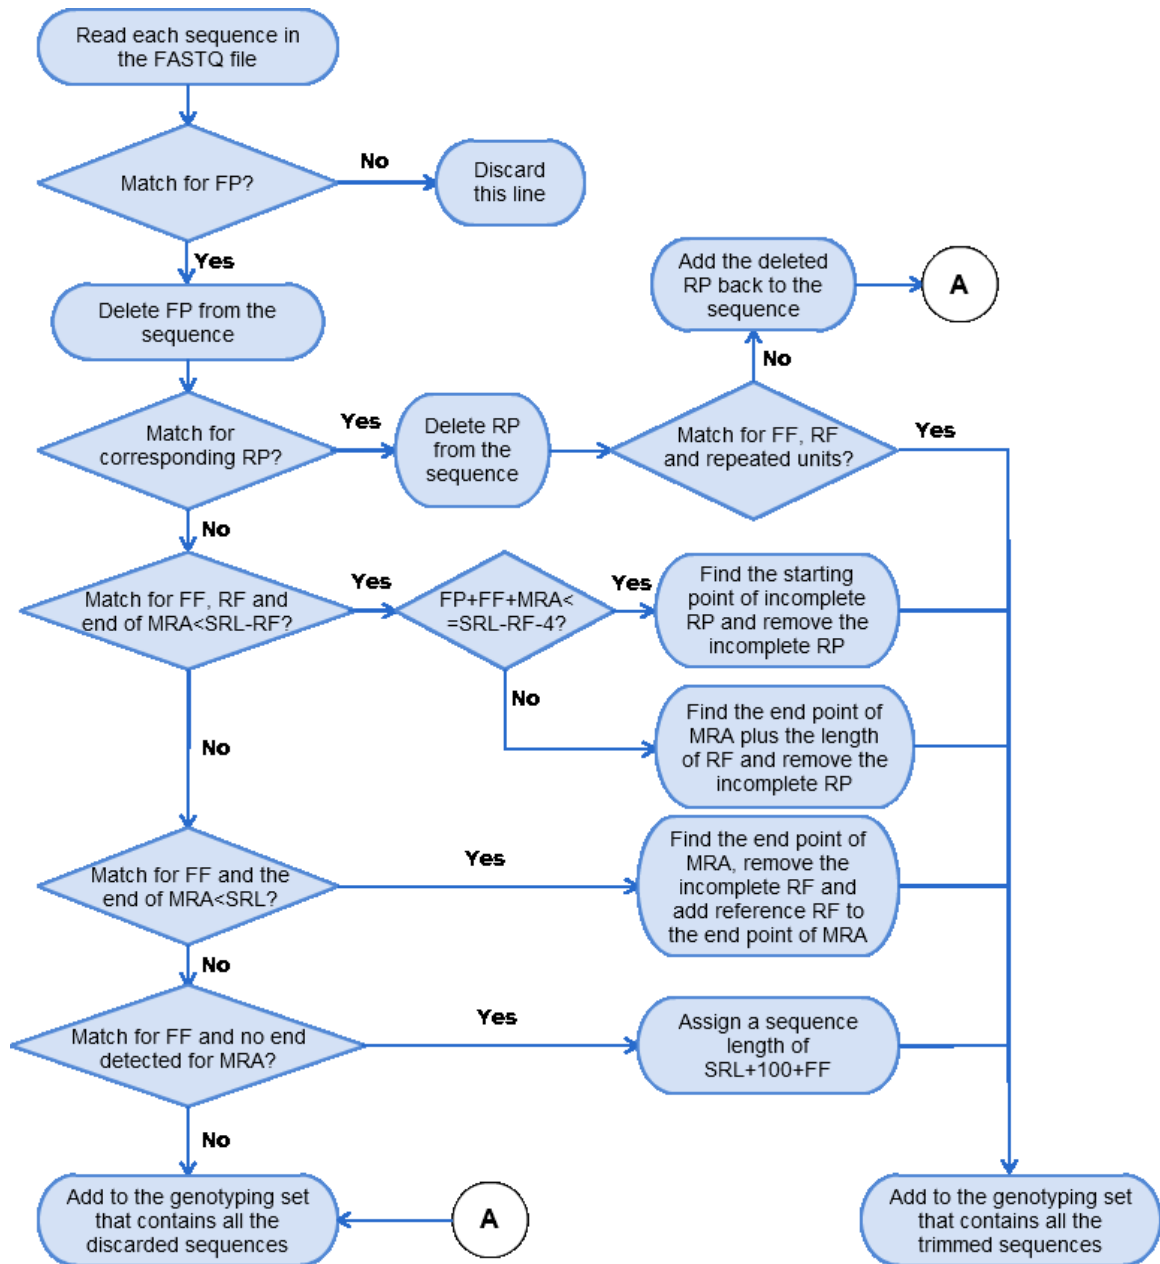 Read each sequence in
the FASTQ file
Match for FP?
No
Discard
this line
Yes
Delete FP from the
sequence
Add the deleted
RP back to the
sequence
A
No
Match for
corresponding RP?
Yes
Delete RP
from the
sequence
Match for FF, RF
and repeated units?
Yes
No
Match for FF, RF and
end of MRA<SRL-RF?
Yes
FP+FF+MRA<
=SRL-RF-4?
Yes
Find the starting
point of incomplete
RP and remove the
incomplete RP
No
Find the end point of
MRA plus the length
of RF and remove the
incomplete RP
No
Match for FF and the
end of MRA<SRL?
Yes
Find the end point of
MRA, remove the
incomplete RF and
add reference RF to
the end point of MRA
No
Match for FF and no end
detected for MRA?
Yes
Assign a sequence
length of
SRL+100+FF
No
Add to the genotyping set
that contains all the
discarded sequences
A
Add to the genotyping set
that contains all the
trimmed sequences